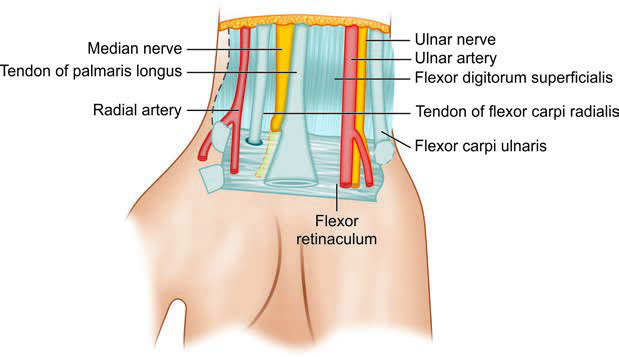 Median nerve
Tendon of palmaris longus
Radial artery
Ulnar nerve
Ulnar artery
Flexor digitorum superficialis
Tendon of flexor carpi radialis
Flexor carpi ulnaris
Flexor
retinaculum